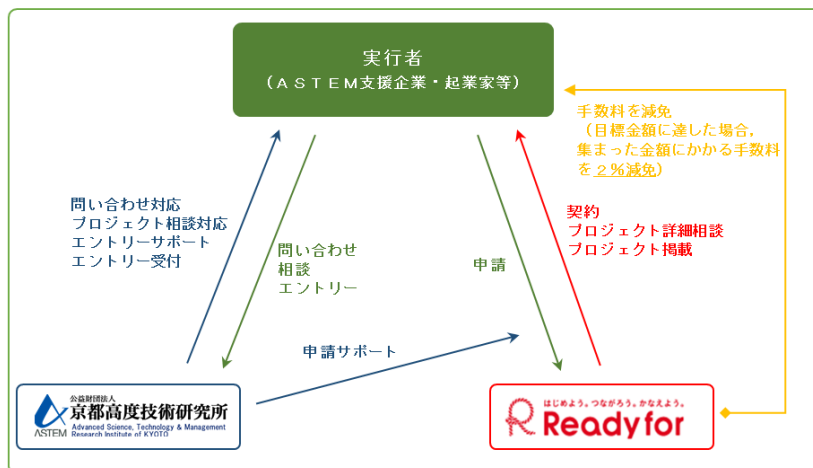 実行者
（ＡＳＴＥＭ支援企業・起業家等）
手数料を減免
（目標金額に達した場合，
集まった金額にかかる手数料
を２％減免）
問い合わせ対応
プロジェクト相談対応
エントリーサポート
エントリー受付
問い合わせ
相談
エントリー
申請
契約
プロジェクト詳細相談
プロジェクト掲載
申請サポート
公益財団法人
京都高度技術研究所
ASTEM
Advanced Science, Technology & Management
Research Institute of KYOTO
はじめよう。つながろう。かなえよう。
Readyfor